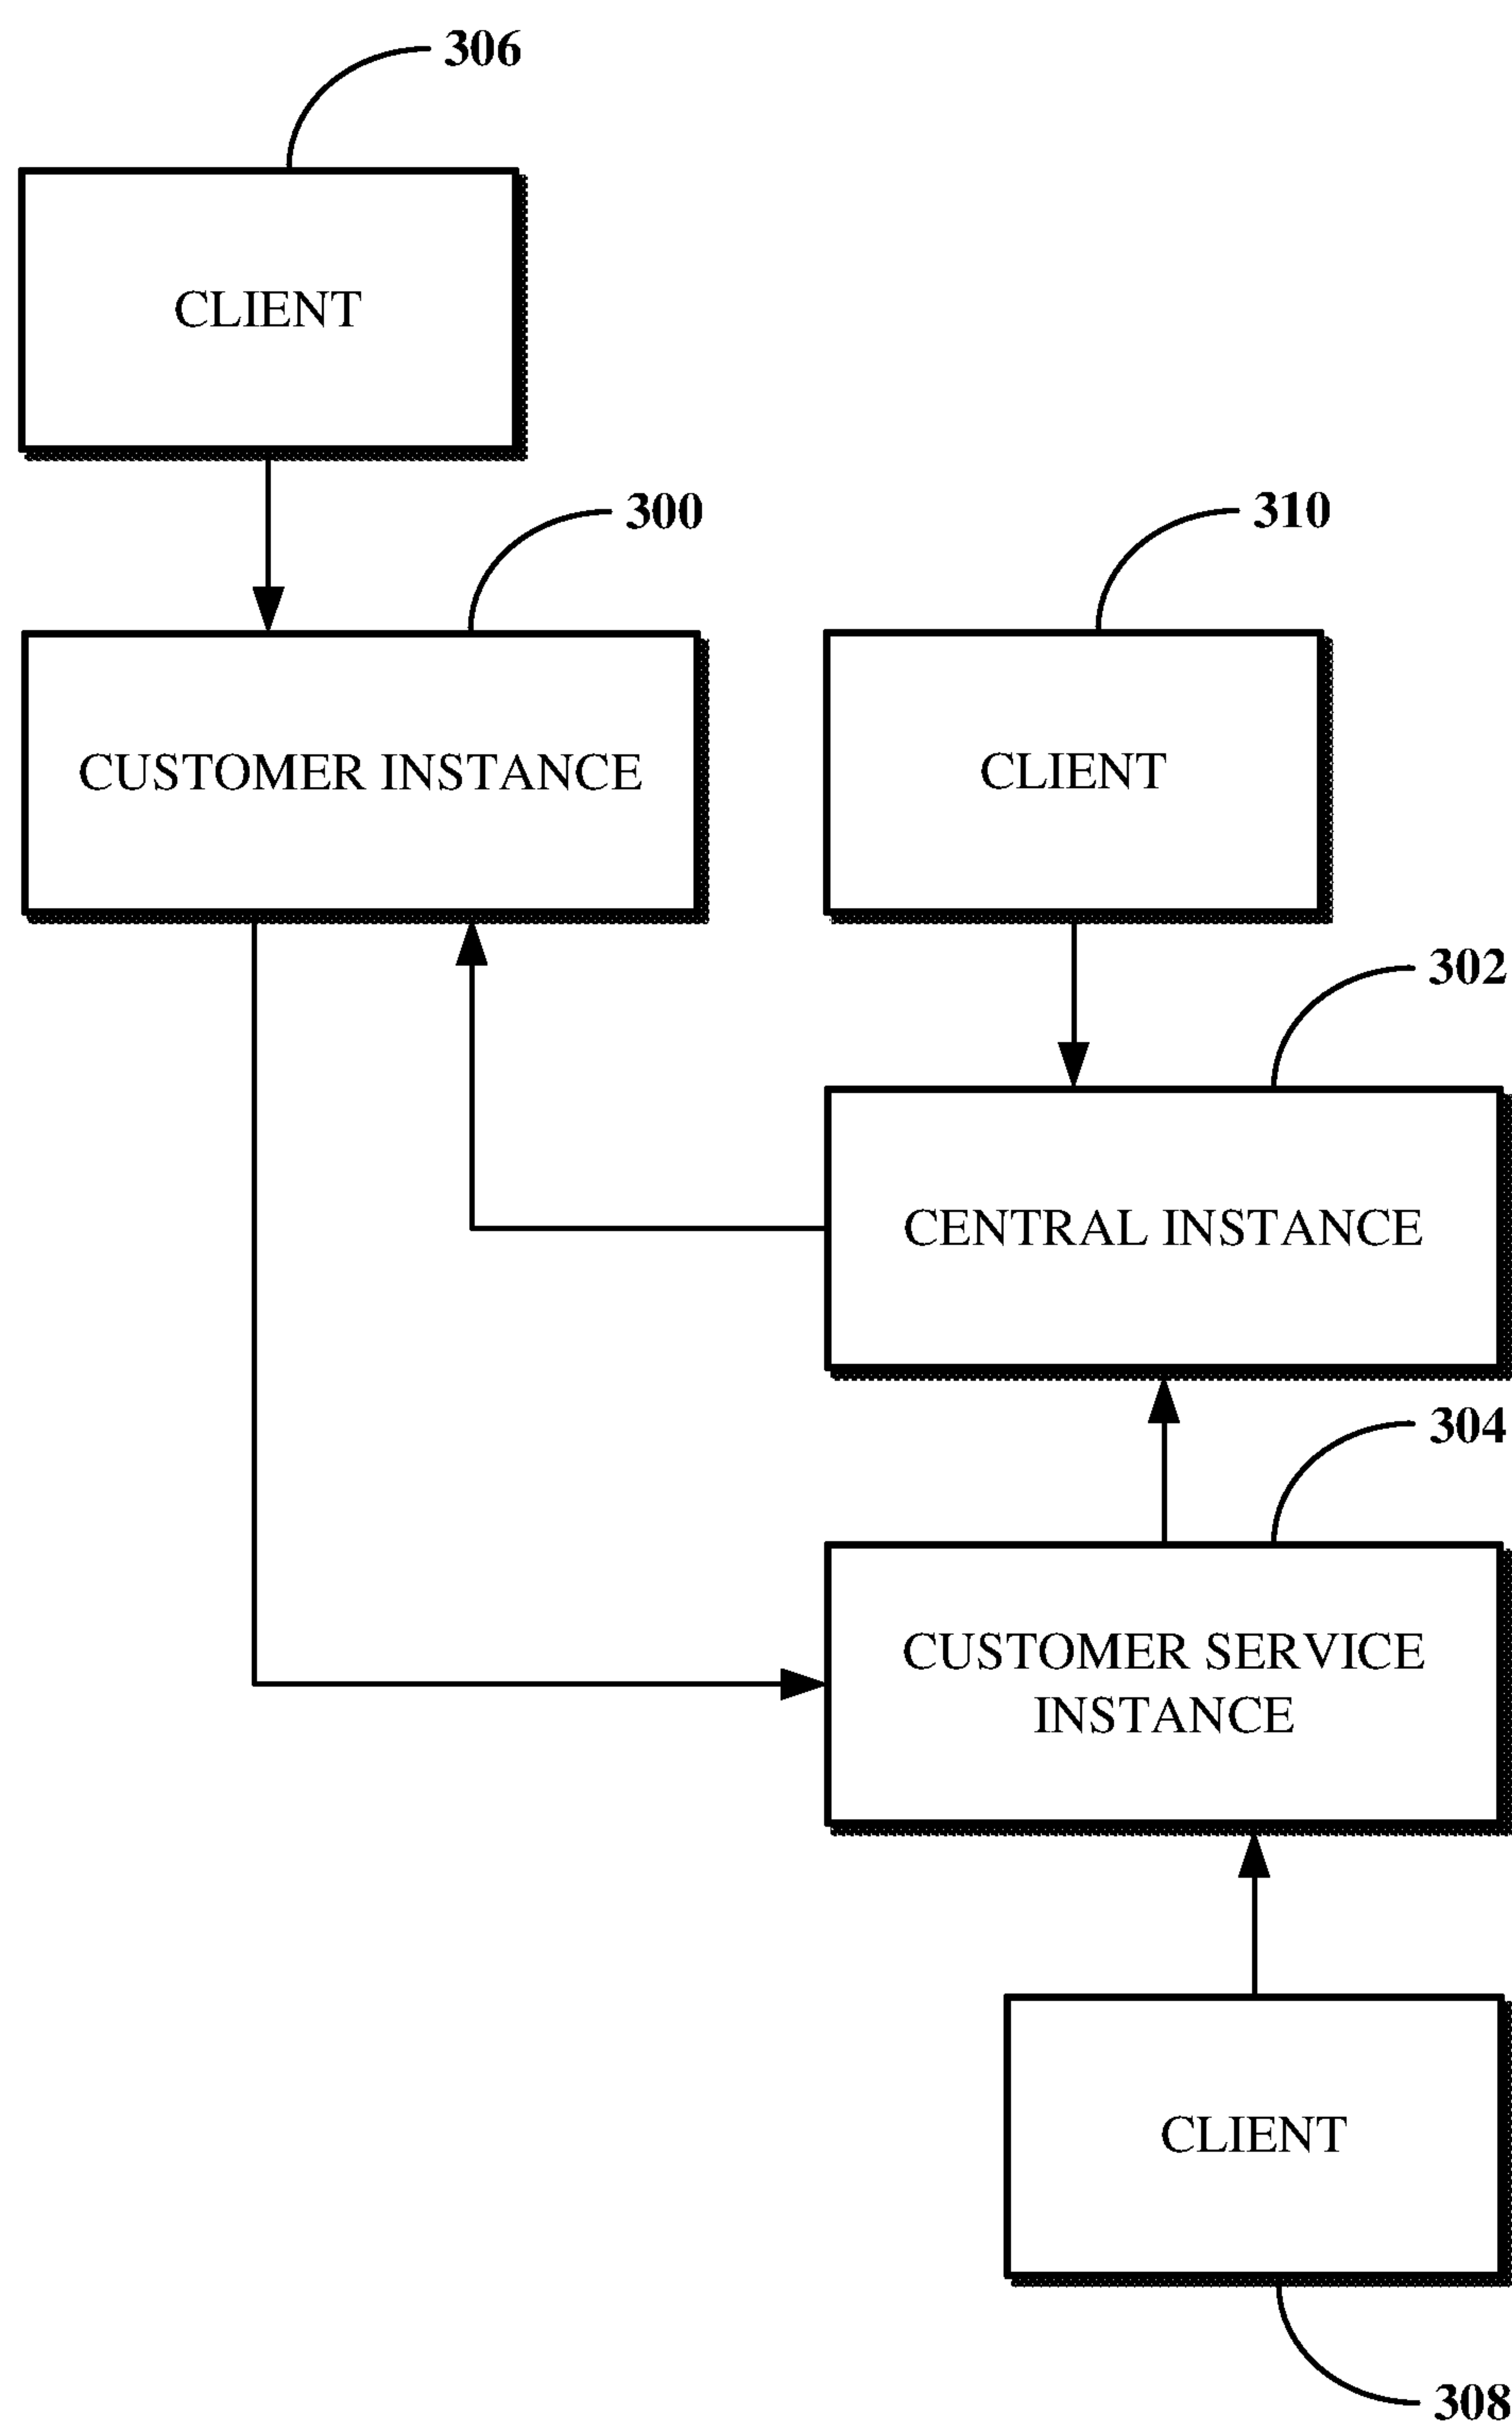 306
CLIENT
300
310
CUSTOMER INSTANCE
CLIENT
302
CENTRAL INSTANCE
304
CUSTOMER SERVICE
INSTANCE
CLIENT
308